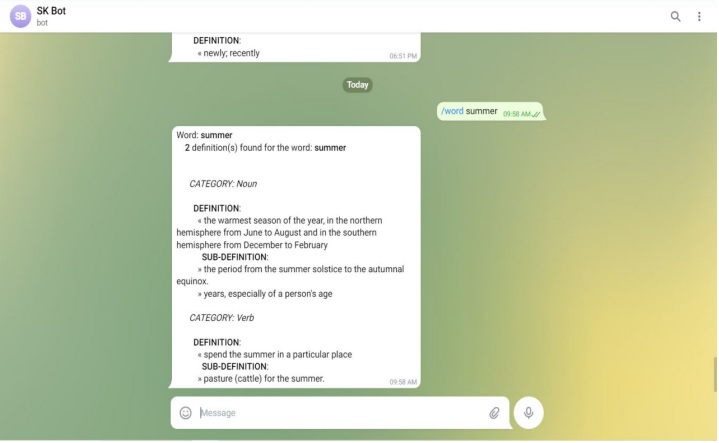 SB
SK Bot
bot
DEFINITION:
« newly; recently
06:51 PM
Today
/word summer 09:58 AM
Word: summer
2 definition(s) found for the word: summer
CATEGORY: Noun
DEFINITION:
« the warmest season of the year, in the northern
hemisphere from June to August and in the southern
hemisphere from December to February
SUB-DEFINITION:
» the period from the summer solstice to the autumnal
equinox.
» years, especially of a person's age
CATEGORY: Verb
DEFINITION:
« spend the summer in a particular place
SUB-DEFINITION:
» pasture (cattle) for the summer.
09:58 AM
Message